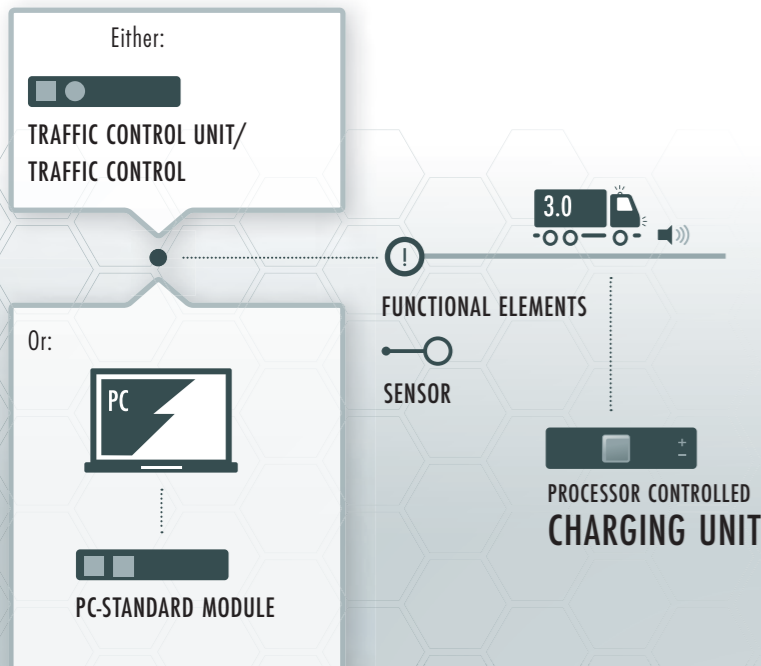 Either:
TRAFFIC CONTROL UNIT/
TRAFFIC CONTROL
Or:
PC
PC-STANDARD MODULE
3.0
!
FUNCTIONAL ELEMENTS
SENSOR
+
−
PROCESSOR CONTROLLED
CHARGING UNIT